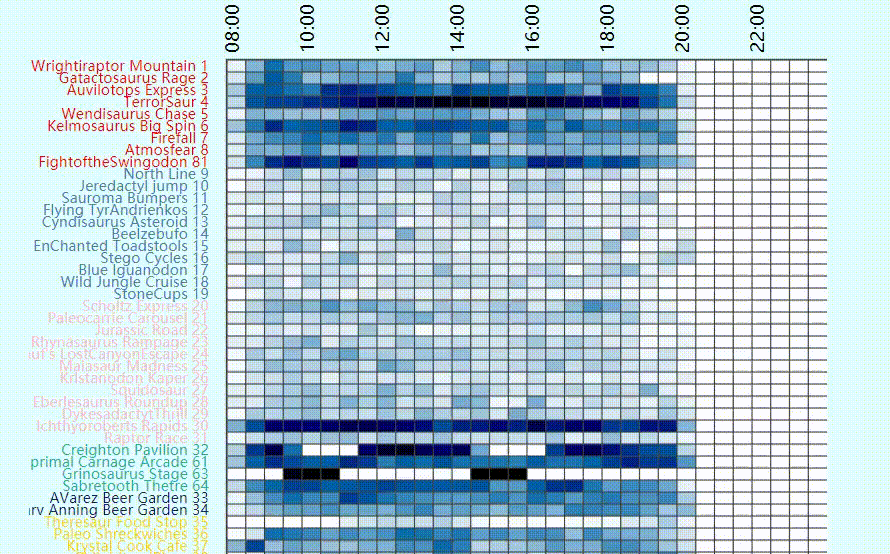 08:00 10:00 12:00 14:00 16:00 18:00 20:00 22:00
Wrightiraptor Mountain 1
Gatactosaurus Rage 2
Auvilotops Express 3
TerrorSaur 4
Wendisaurus Chase 5
Kelmosaurus Big Spin 6
Firefall 7
Atmosfear 8
FightoftheSwingodon 81
North Line 9
Jeredactyl jump 10
Sauroma Bumpers 11
Flying TyrAndrienkos 12
Cyndisaurus Asteroid 13
Beelzebufo 14
EnChanted Toadstools 15
Stego Cycles 16
Blue Iguanodon 17
Wild Jungle Cruise 18
StoneCups 19
Scholtz Express 20
Paleocarrie Carousel 21
Jurassic Road 22
Rhynasaurus Rampage 23
LostCanyonEscape 24
Maiasaur Madness 25
Kristanodon Kaper 26
Squidosaur 27
Eberlesaurus Roundup 28
DykesadactylThrill 29
Ichthyoroberts Rapids 30
Raptor Race 31
Creighton Pavilion 32
primal Carnage Arcade 61
Grinosaurus Stage 63
Sabretooth Thetre 64
AVarez Beer Garden 33
Anning Beer Garden 34
Theresaur Food Stop 35
Paleo Shreckwiches 36
Krystal Cook Cafe 37